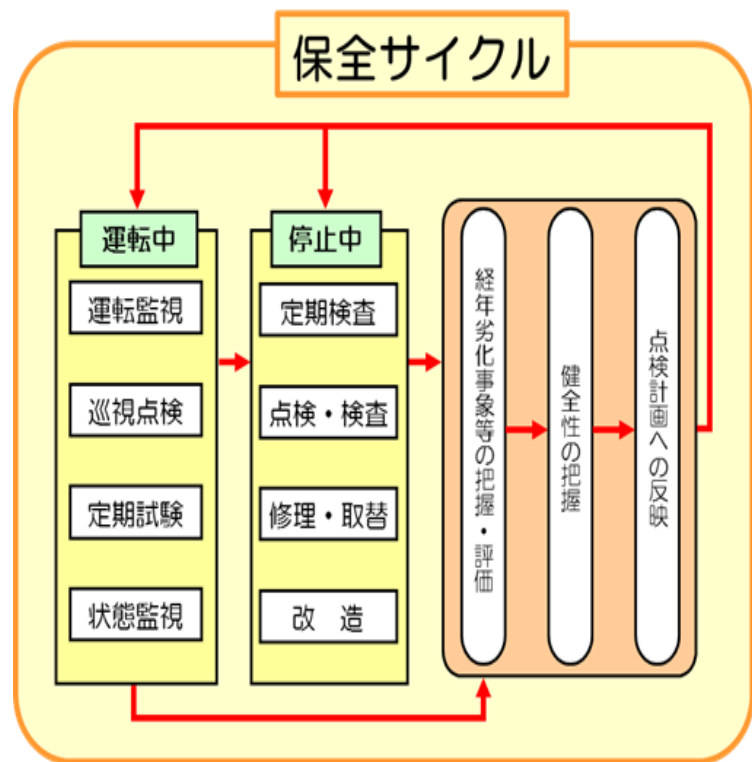 保全サイクル
運転中
運転監視
巡視点検
定期試験
状態監視
停止中
定期検査
点検・検査
修理・取替
改　造
経年劣化事象等の把握・評価
健全性の把握
点検計画への反映